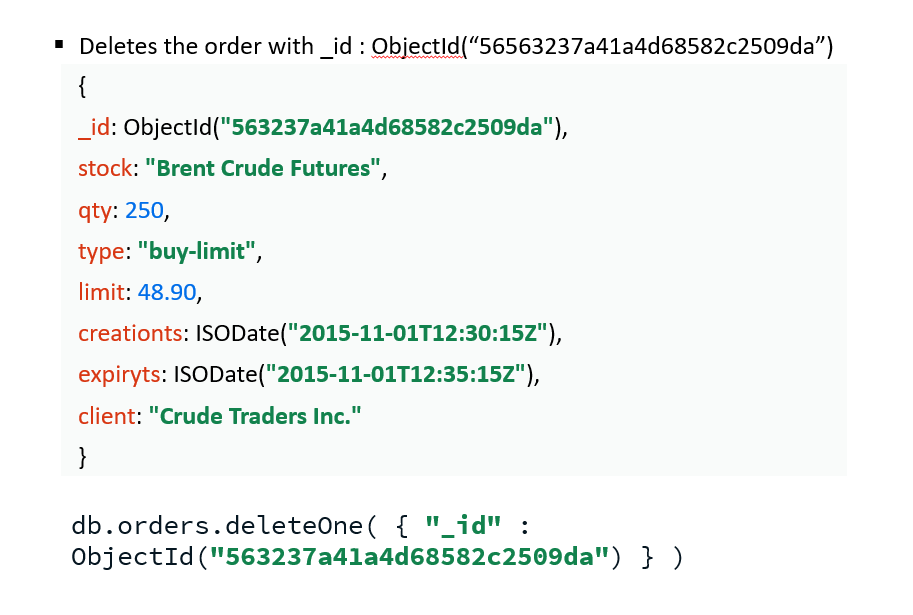 ▪ Deletes the order with _id : ObjectId(“56563237a41a4d68582c2509da”)
{
_id: ObjectId("563237a41a4d68582c2509da"),
stock: "Brent Crude Futures",
qty: 250,
type: "buy-limit",
limit: 48.90,
creationts: ISODate("2015-11-01T12:30:15Z"),
expiryts: ISODate("2015-11-01T12:35:15Z"),
client: "Crude Traders Inc."
}
db.orders.deleteOne( { "_id" :
ObjectId("563237a41a4d68582c2509da") } )